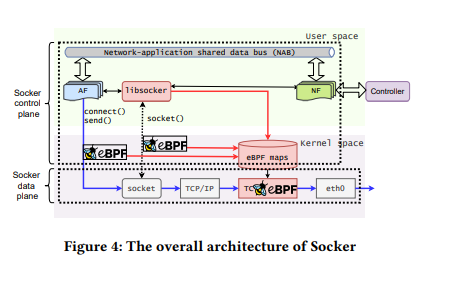 User space
Network-application shared data bus (NAB)
Socker
control
plane
AF
libsocker
NF
Controller
connect()
send()
socket()
eBPF
eBPF
Kernel space
eBPF maps
Socker
data
plane
socket
TCP/IP
TC
eBPF
eth0
Figure 4: The overall architecture of Socker